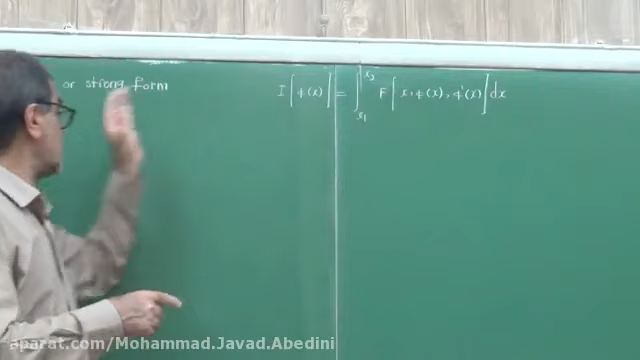 or strong form
I[φ(x)] = ∫_{x₁}^{x₂} F[x, φ(x), φ'(x)]dx
aparat.com/Mohammad.Javad.Abedini